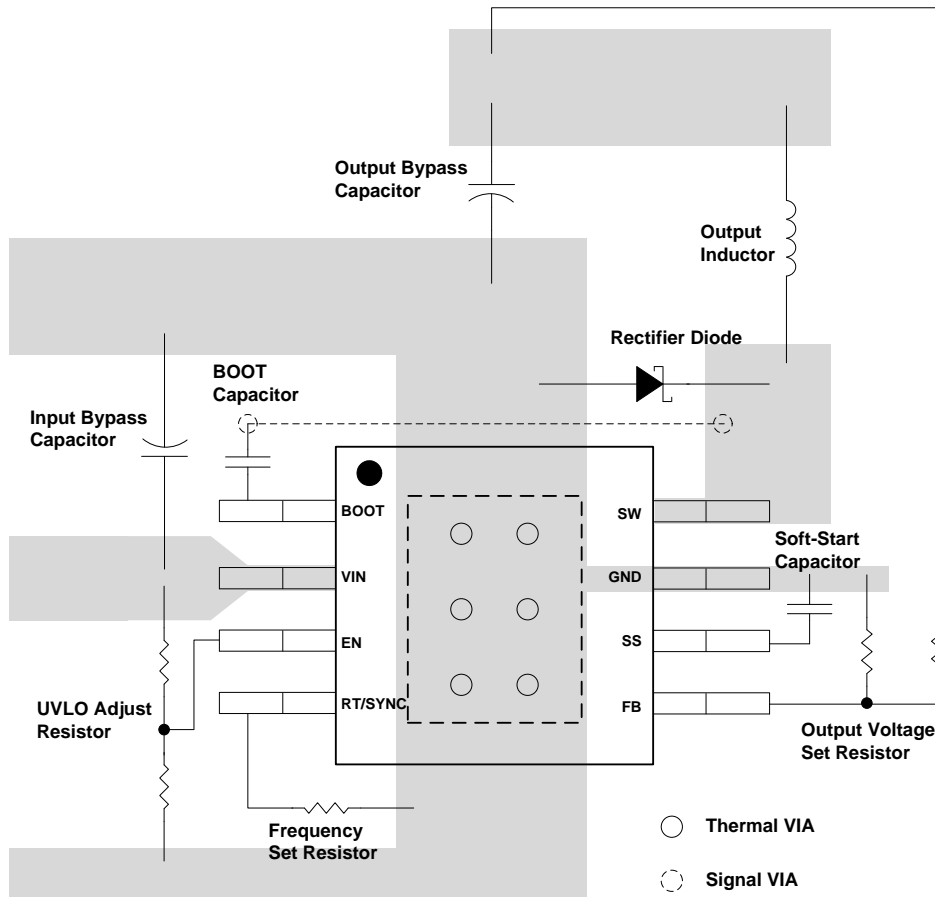 Output Bypass
Capacitor
Output
Inductor
Rectifier Diode
BOOT
Capacitor
Input Bypass
Capacitor
BOOT
SW
Soft-Start
Capacitor
VIN
GND
EN
SS
UVLO Adjust
Resistor
RT/SYNC
FB
Output Voltage
Set Resistor
Frequency
Set Resistor
Thermal VIA
Signal VIA